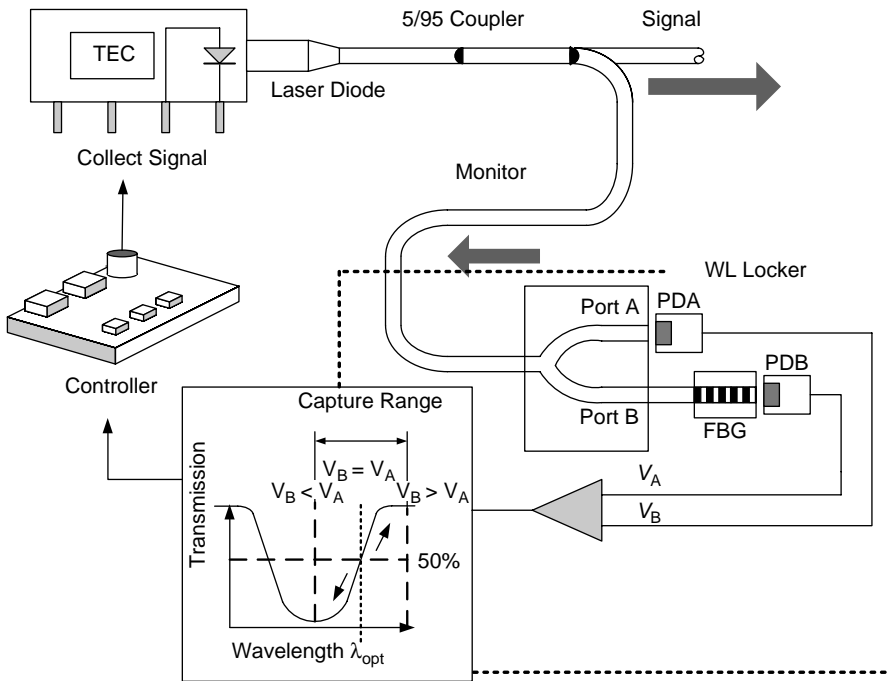 5/95 Coupler
Signal
TEC
Laser Diode
Collect Signal
Monitor
WL Locker
Port A
PDA
PDB
Controller
Port B
FBG
Capture Range
V_B = V_A
V_B < V_A
V_B > V_A
V_A
V_B
Transmission
50%
Wavelength λ_opt